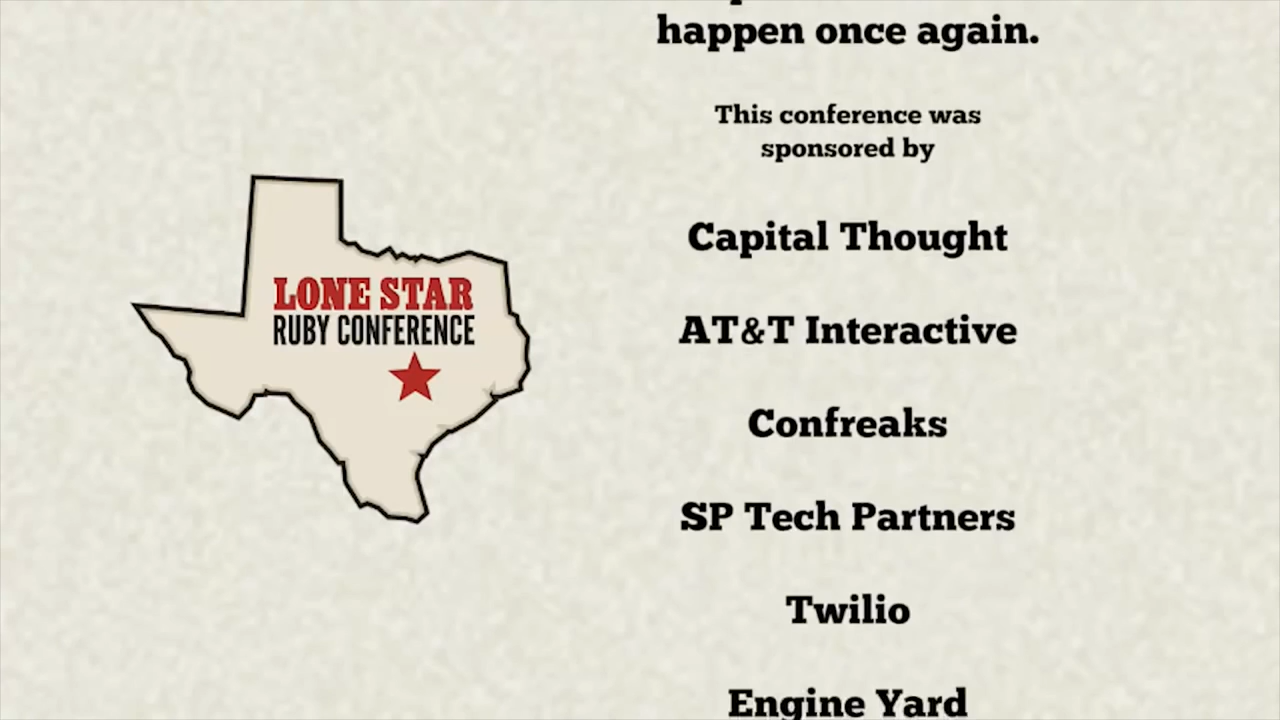 happen once again.
This conference was
sponsored by
Capital Thought
AT&T Interactive
Confreaks
SP Tech Partners
Twilio
Engine Yard
LONE STAR
RUBY CONFERENCE